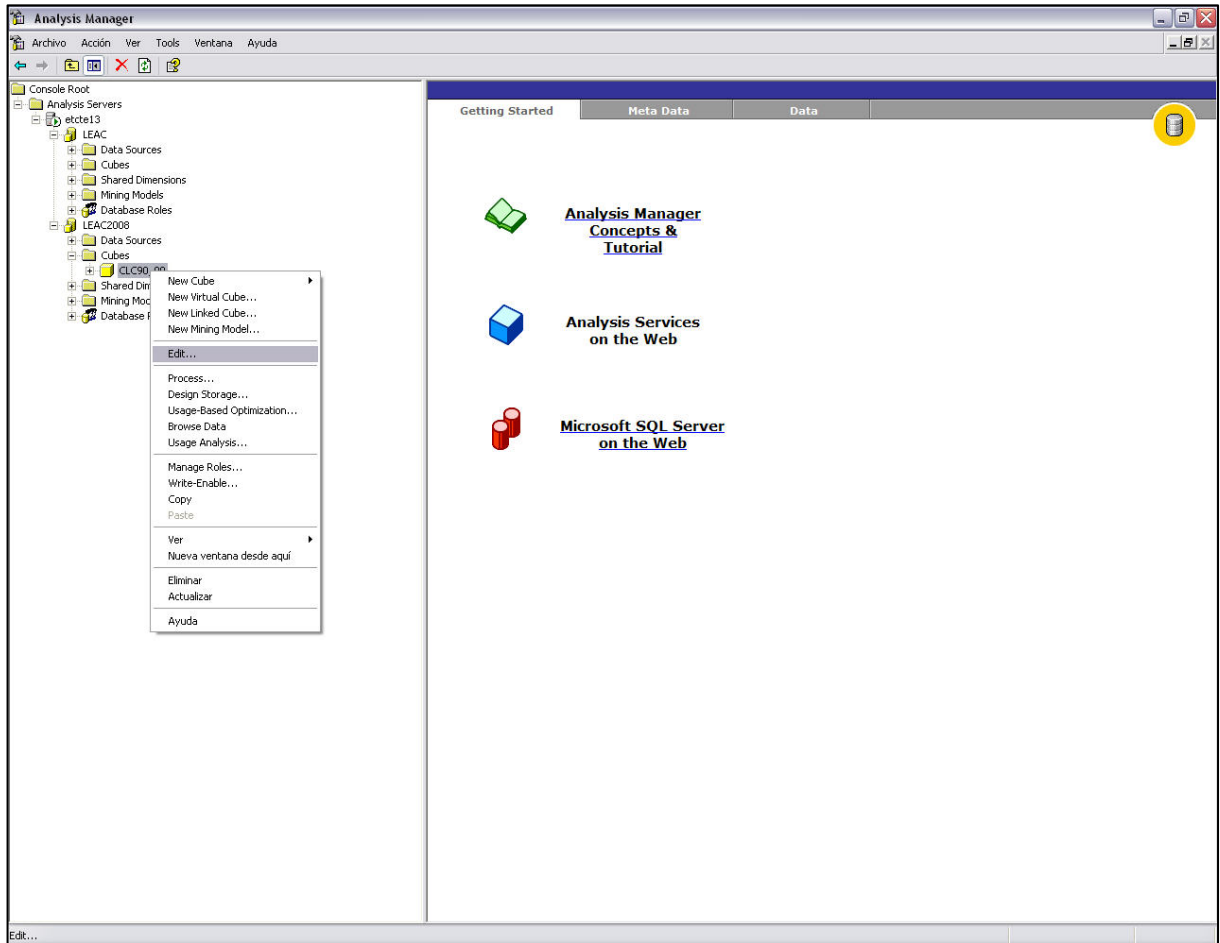 Analysis Manager
Archivo Acción Ver Tools Ventana Ayuda
Console Root
Analysis Servers
etcte13
LEAC
Data Sources
Cubes
Shared Dimensions
Mining Models
Database Roles
LEAC2008
Data Sources
Cubes
CLC90_00
Shared Dim
Mining Mod
Database R
New Cube
New Virtual Cube...
New Linked Cube...
New Mining Model...
Edit...
Process...
Design Storage...
Usage-Based Optimization...
Browse Data
Usage Analysis...
Manage Roles...
Write-Enable...
Copy
Paste
Ver
Nueva ventana desde aquí
Eliminar
Actualizar
Ayuda
Getting Started Meta Data Data
Analysis Manager
Concepts &
Tutorial
Analysis Services
on the Web
Microsoft SQL Server
on the Web
Edit...